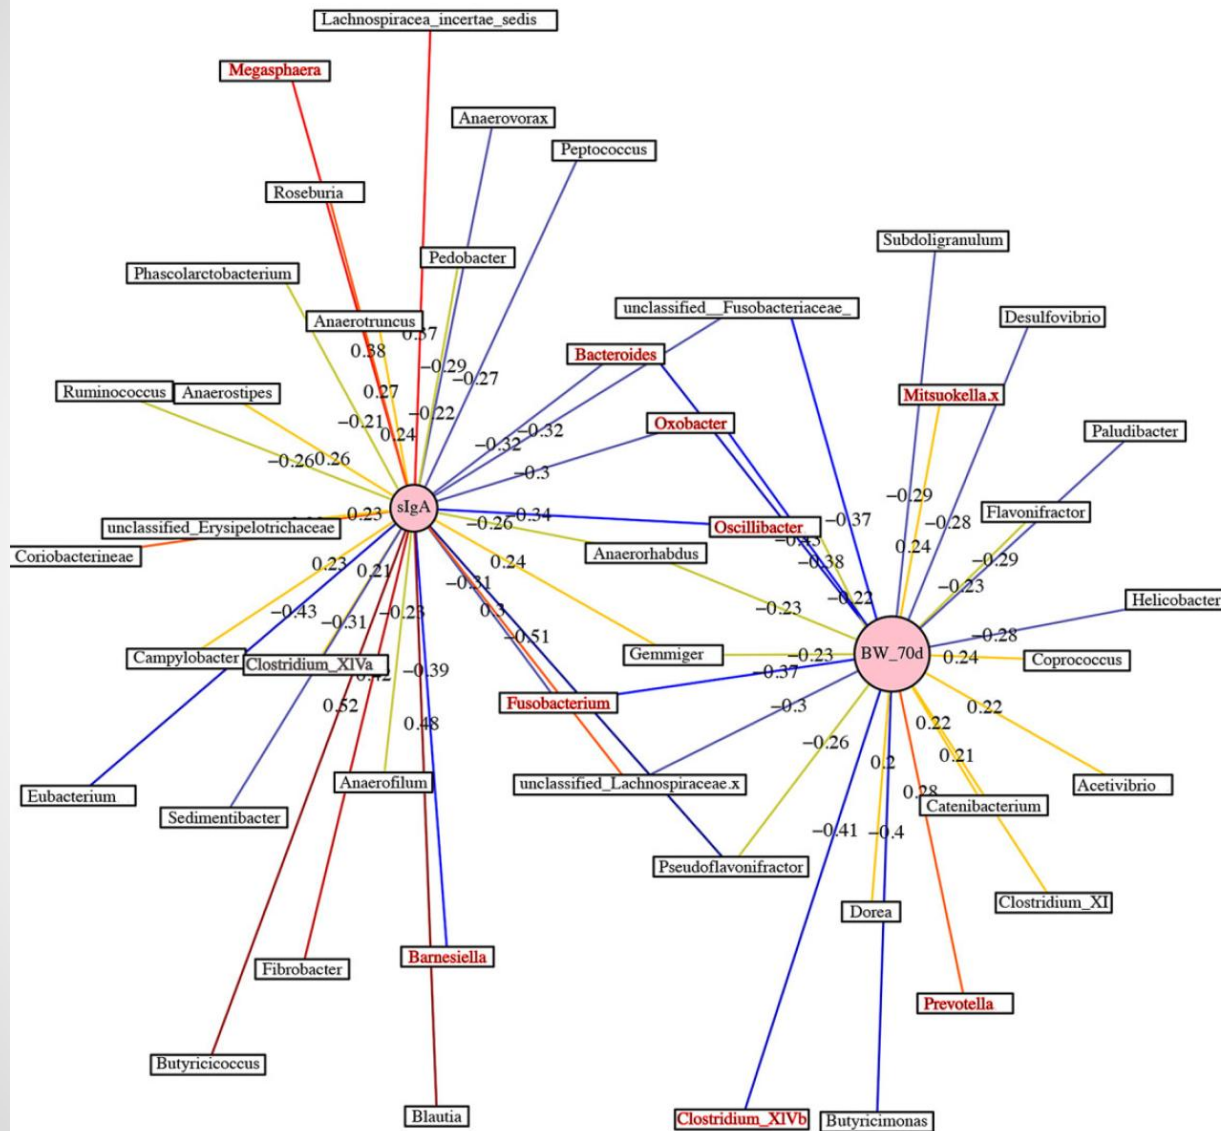 Lachnospiracea_incertae_sedis
Megasphaera
Anaerovorax
Peptococcus
Roseburia
Subdoligranulum
Pedobacter
Phascolarctobacterium
unclassified__Fusobacteriaceae_
Desulfovibrio
Anaerotruncus
0.37
0.38
Bacteroides
−0.29
−0.27
Ruminococcus
Anaerostipes
0.27
Mitsuokella.x
−0.22
−0.21
0.24
Oxobacter
Paludibacter
−0.32
−0.32
−0.26
0.26
−0.3
−0.29
sIgA
0.23
−0.34
−0.26
−0.37
−0.28
Flavonifractor
unclassified_Erysipelotrichaceae
Oscillibacter
−0.43
0.24
Coriobacterineae
Anaerorhabdus
0.23
0.21
0.24
−0.38
−0.29
−0.31
−0.23
−0.22
Helicobacter
−0.43
−0.31
−0.23
0.3
−0.23
−0.51
−0.28
Campylobacter
Clostridium_XIVa
Gemmiger
−0.23
BW_70d
0.24
Coprococcus
−0.39
−0.37
0.52
Fusobacterium
−0.3
0.22
0.48
0.22
−0.26
0.2
0.21
Eubacterium
Anaerofilum
unclassified_Lachnospiraceae.x
0.28
Acetivibrio
Catenibacterium
Sedimentibacter
−0.41
−0.4
Pseudoflavonifractor
Clostridium_XI
Dorea
Fibrobacter
Barnesiella
Prevotella
Butyricicoccus
Blautia
Clostridium_XIVb
Butyricimonas